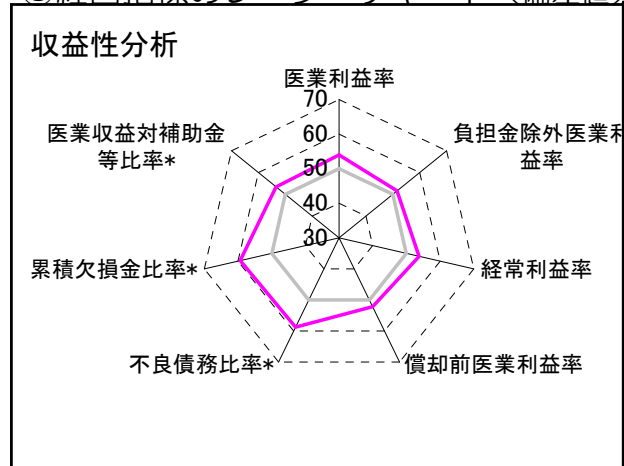 収益性分析
医業利益率
70
医業収益対補助金
等比率*
負担金除外医業利
益率
60
50
40
30
累積欠損金比率*
経常利益率
不良債務比率*
償却前医業利益率